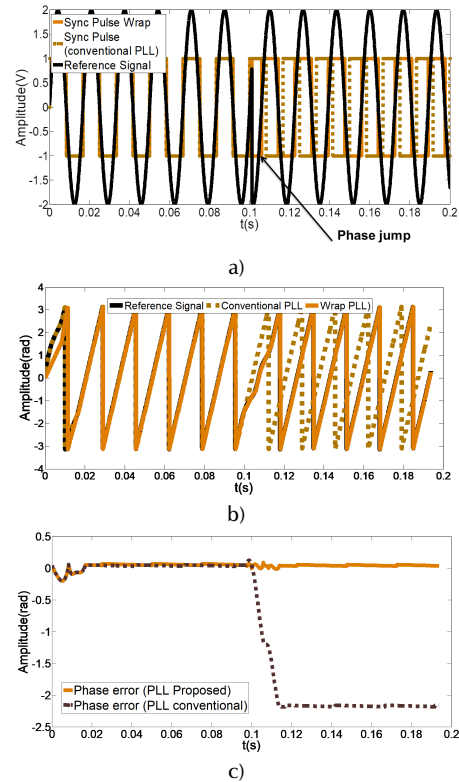 Sync Pulse Wrap
Sync Pulse
(conventional PLL)
Reference Signal
Amplitude(V)
2
1.5
1
0.5
0
-0.5
-1
-1.5
-2
0 0.02 0.04 0.06 0.08 0.1 0.12 0.14 0.16 0.18 0.2
t(s)
Phase jump
a)
Reference Signal Conventional PLL Wrap PLL)
Amplitude(rad)
4
3
2
1
0
-1
-2
-3
-4
0 0.02 0.04 0.06 0.08 0.1 0.12 0.14 0.16 0.18 0.2
t(s)
b)
Amplitude(rad)
0.5
0
-0.5
-1
-1.5
-2
-2.5
Phase error (PLL Proposed)
Phase error (PLL conventional)
0 0.02 0.04 0.06 0.08 0.1 0.12 0.14 0.16 0.18 0.2
t(s)
c)